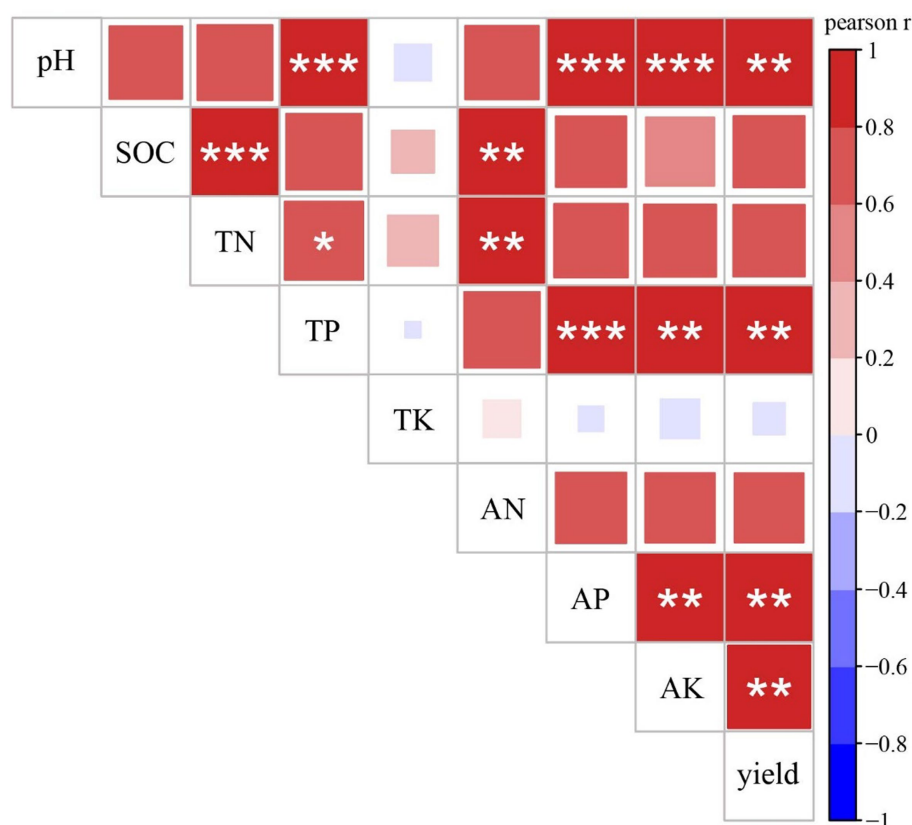 pearson r
pH *** *** *** **
SOC *** **
TN * **
TP *** ** **
TK
AN
AP ** **
AK **
yield
1
0.8
0.6
0.4
0.2
0
−0.2
−0.4
−0.6
−0.8
−1